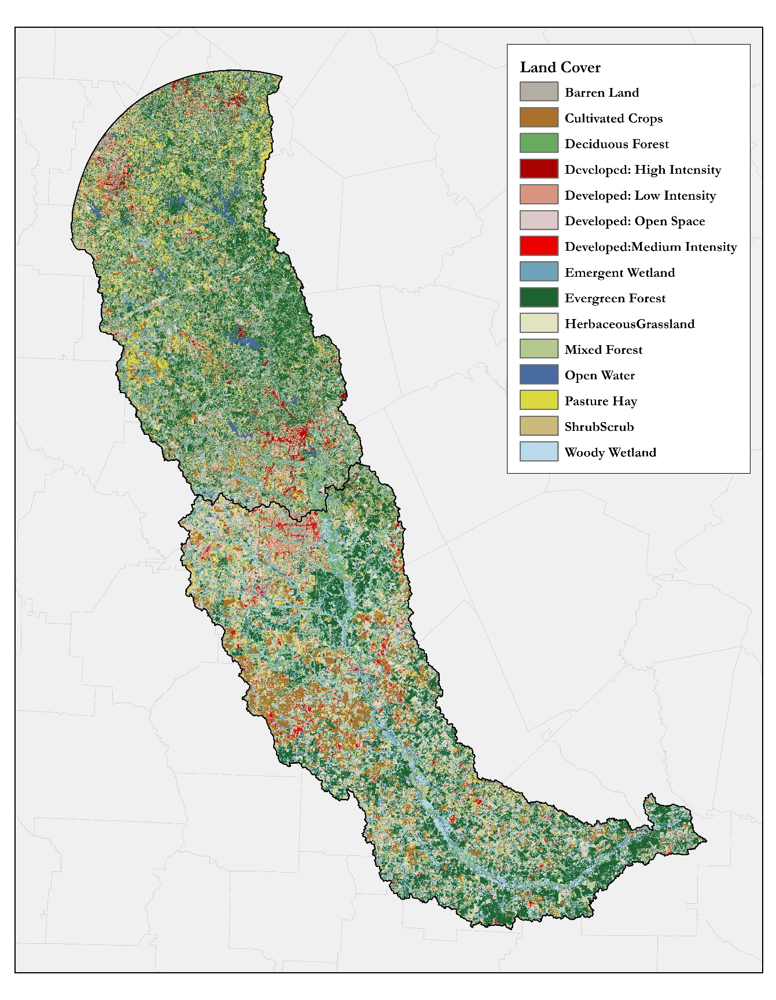 Land Cover
Barren Land
Cultivated Crops
Deciduous Forest
Developed: High Intensity
Developed: Low Intensity
Developed: Open Space
Developed:Medium Intensity
Emergent Wetland
Evergreen Forest
HerbaceousGrassland
Mixed Forest
Open Water
Pasture Hay
ShrubScrub
Woody Wetland